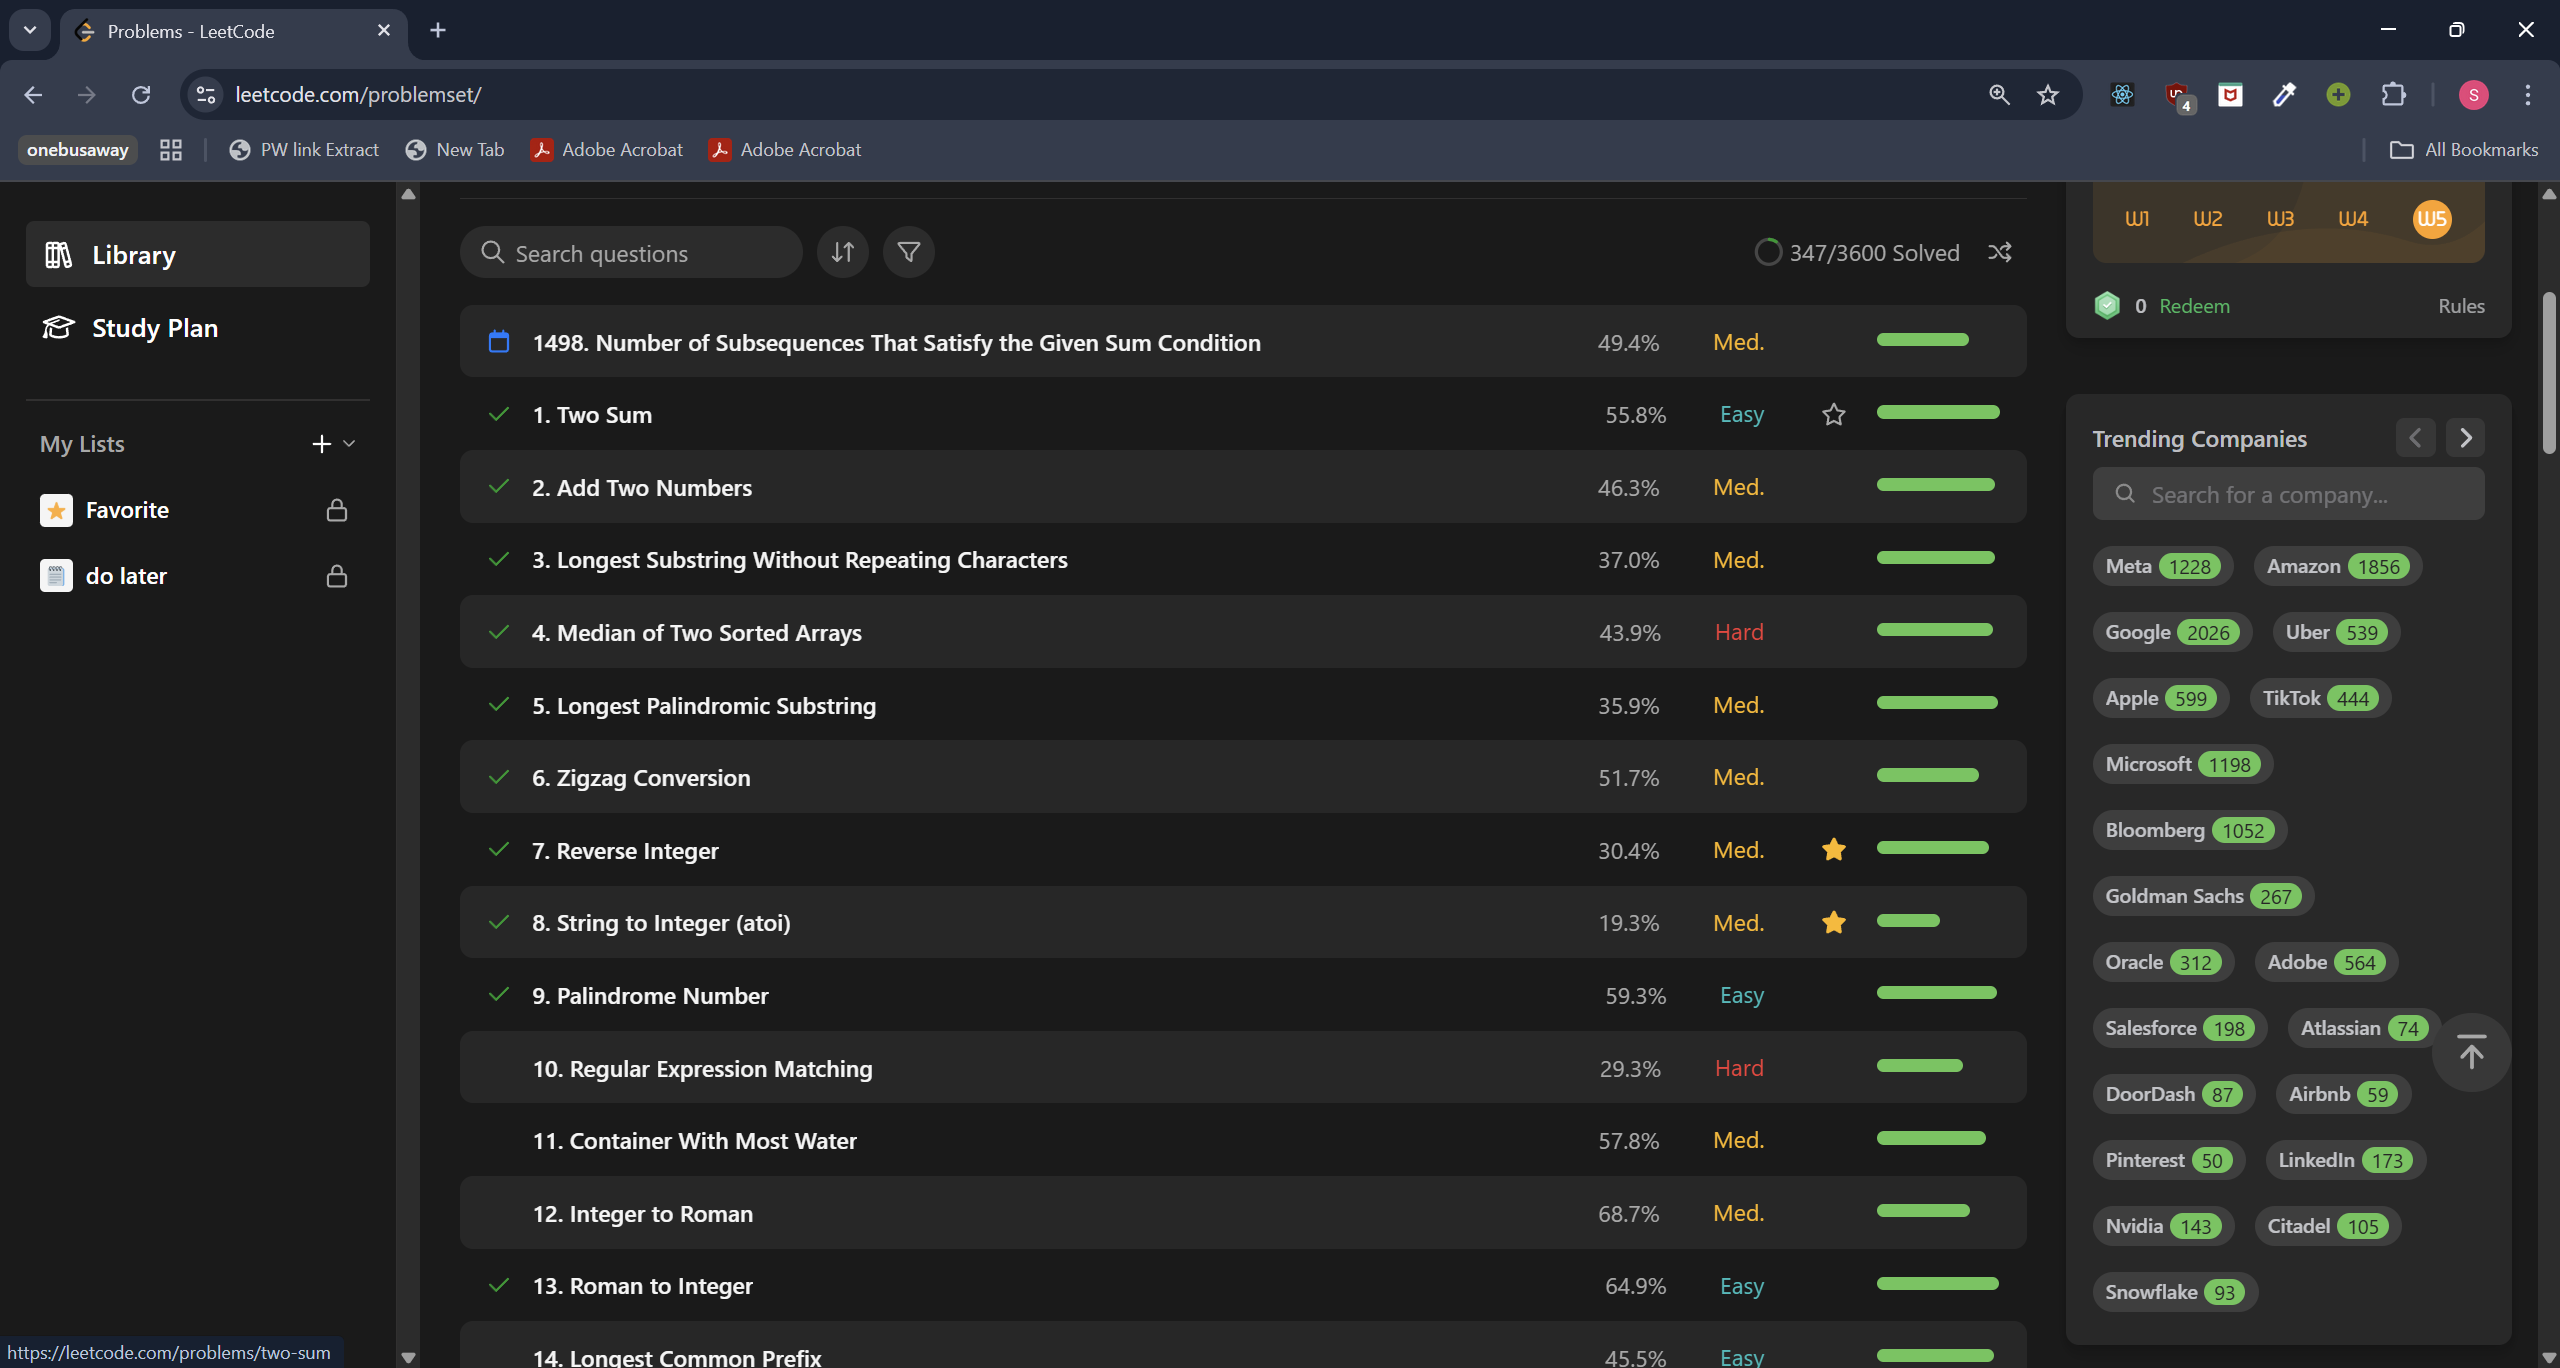 Problems - LeetCode
leetcode.com/problemset/
4
S
onebusaway
PW link Extract
New Tab
Adobe Acrobat
Adobe Acrobat
All Bookmarks
Library
Study Plan
My Lists
Favorite
do later
Search questions
347/3600 Solved
1498. Number of Subsequences That Satisfy the Given Sum Condition 49.4% Med.
1. Two Sum 55.8% Easy
2. Add Two Numbers 46.3% Med.
3. Longest Substring Without Repeating Characters 37.0% Med.
4. Median of Two Sorted Arrays 43.9% Hard
5. Longest Palindromic Substring 35.9% Med.
6. Zigzag Conversion 51.7% Med.
7. Reverse Integer 30.4% Med.
8. String to Integer (atoi) 19.3% Med.
9. Palindrome Number 59.3% Easy
10. Regular Expression Matching 29.3% Hard
11. Container With Most Water 57.8% Med.
12. Integer to Roman 68.7% Med.
13. Roman to Integer 64.9% Easy
14. Longest Common Prefix 45.5% Easy
W1 W2 W3 W4 W5
0 Redeem Rules
Trending Companies
Search for a company...
Meta 1228 Amazon 1856
Google 2026 Uber 539
Apple 599 TikTok 444
Microsoft 1198
Bloomberg 1052
Goldman Sachs 267
Oracle 312 Adobe 564
Salesforce 198 Atlassian 74
DoorDash 87 Airbnb 59
Pinterest 50 LinkedIn 173
Nvidia 143 Citadel 105
Snowflake 93
https://leetcode.com/problems/two-sum